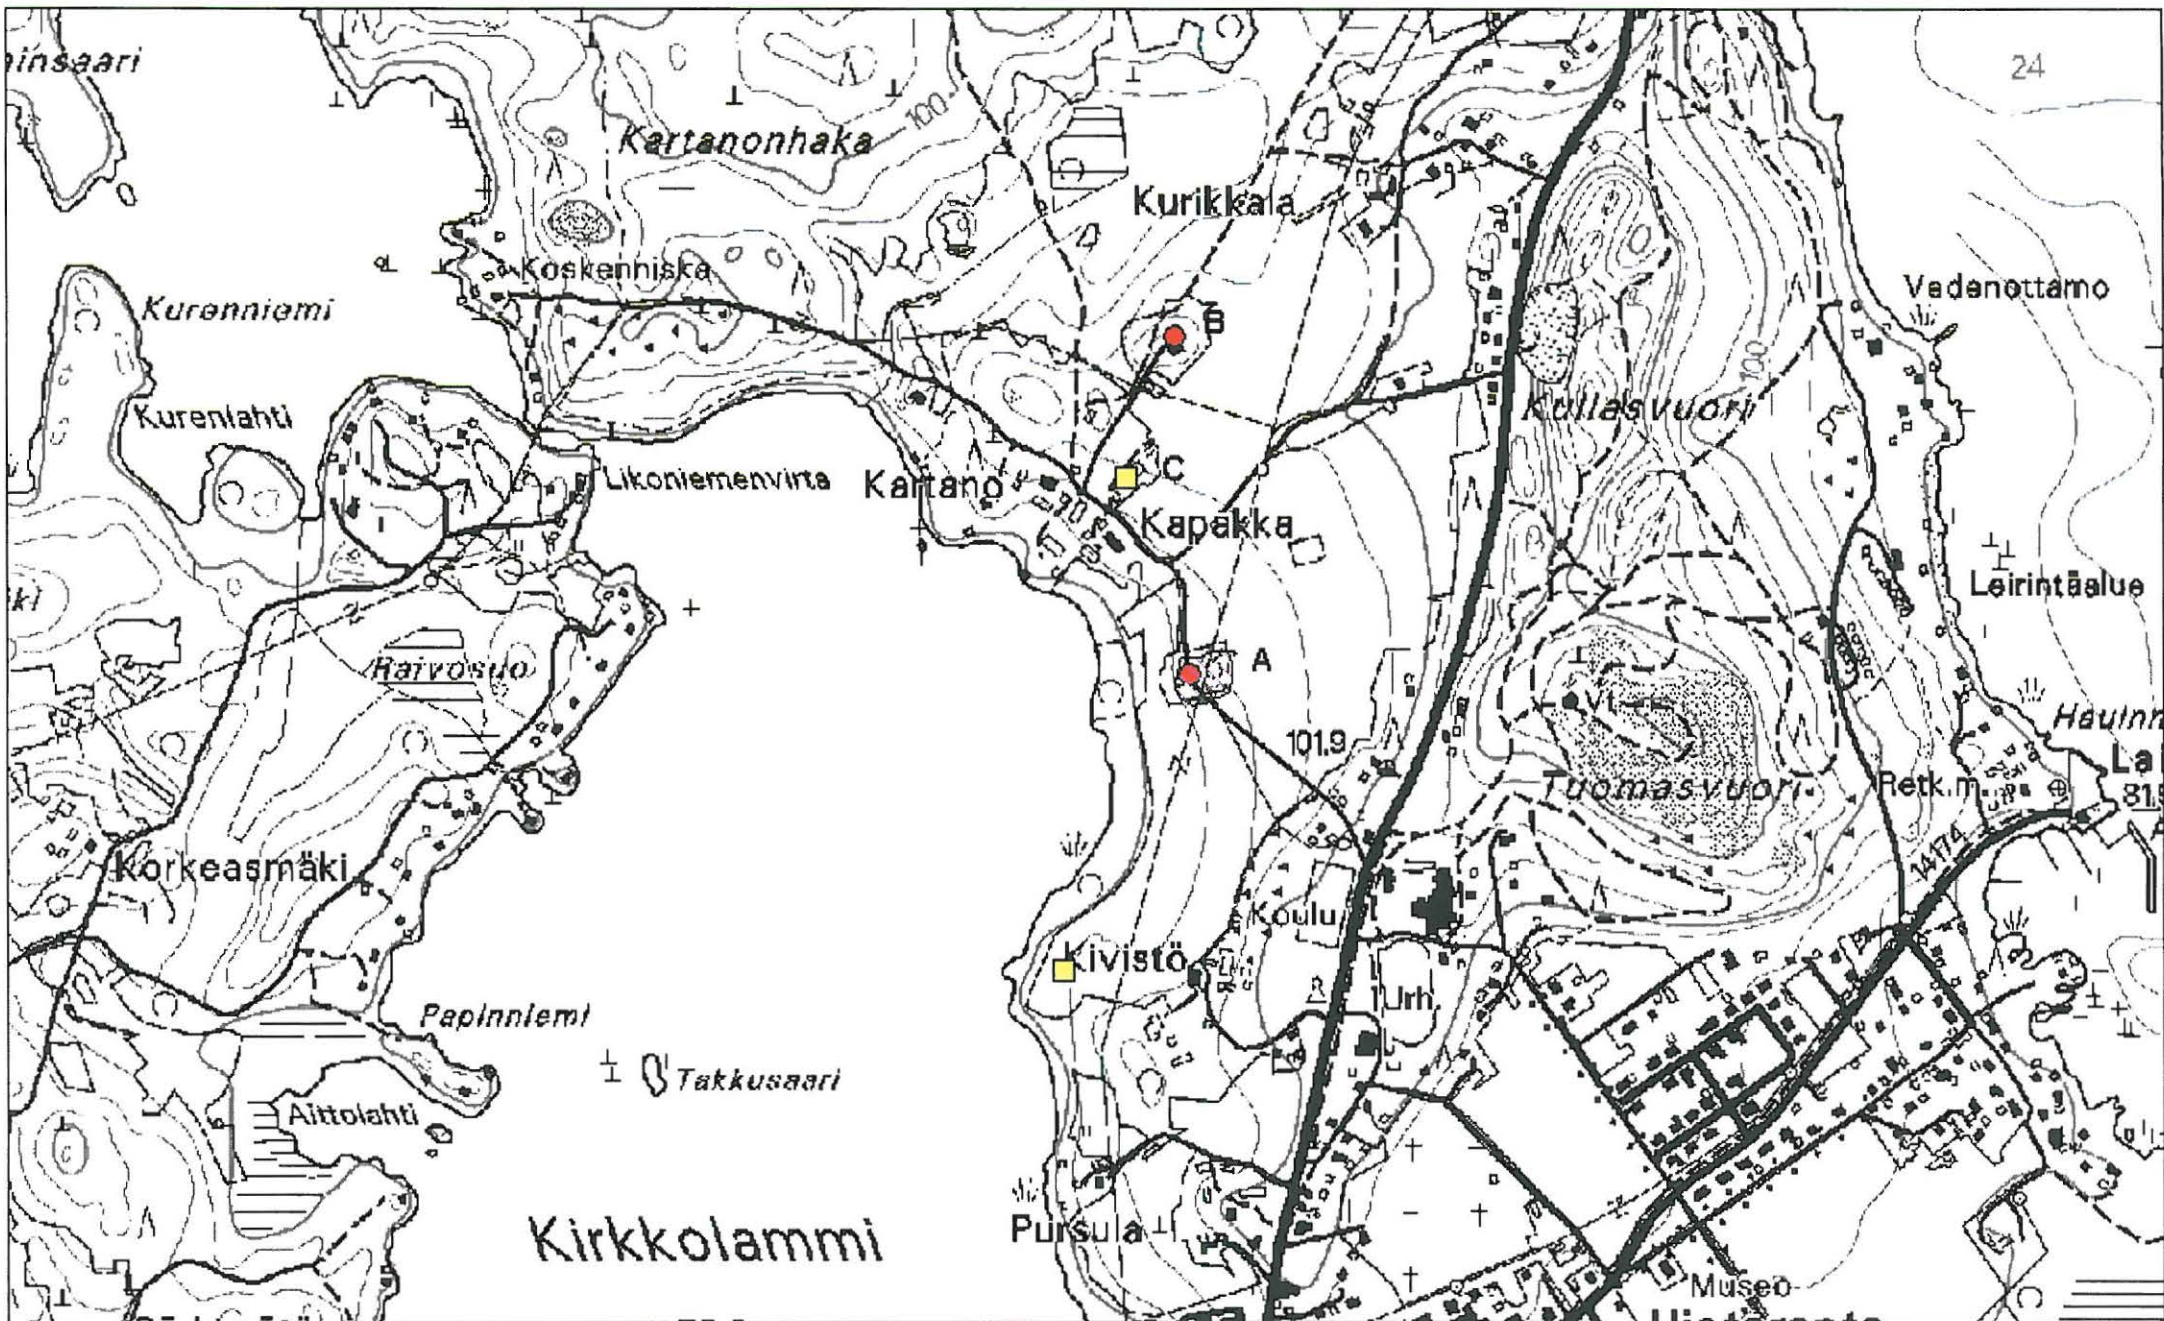 24
Kartanonhaka
100
Kurikkala
Koskenniska
Vedenottamo
Kurenniemi
B
100
Kurenlahti
Kullasvuori
Likoniemenvirta
Kartano
C
Kapakka
Leirintäalue
Raivosuo
A
101.9
Tuomasvuori
Retk.m
14174
Korkeasmäki
Koulu
Kivistö
Urh.
Papinniemi
Takkusaari
Aittolahti
Kirkkolammi
Pursula
Museo